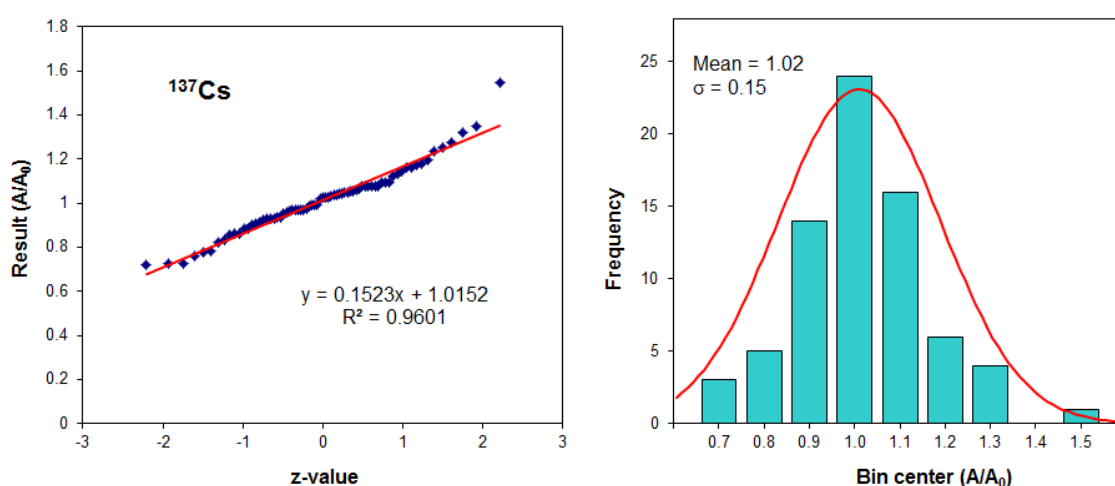 1.8
1.6
1.4
1.2
1
0.8
0.6
0.4
0.2
0
-3 -2 -1 0 1 2 3
Result (A/A₀)
z-value
¹³⁷Cs
y = 0.1523x + 1.0152
R² = 0.9601
25
20
15
10
5
0
0.7 0.8 0.9 1.0 1.1 1.2 1.3 1.4 1.5
Frequency
Bin center (A/A₀)
Mean = 1.02
σ = 0.15